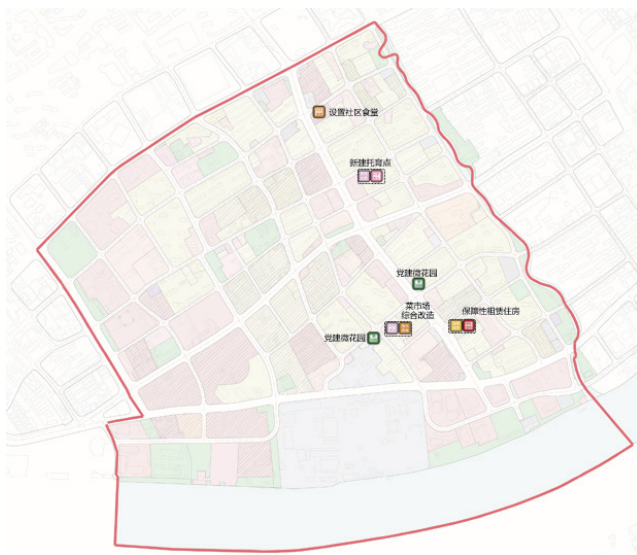 设置社区食堂
新建托育点
党建微花园
菜市场
综合改造
保障性租赁住房
党建微花园